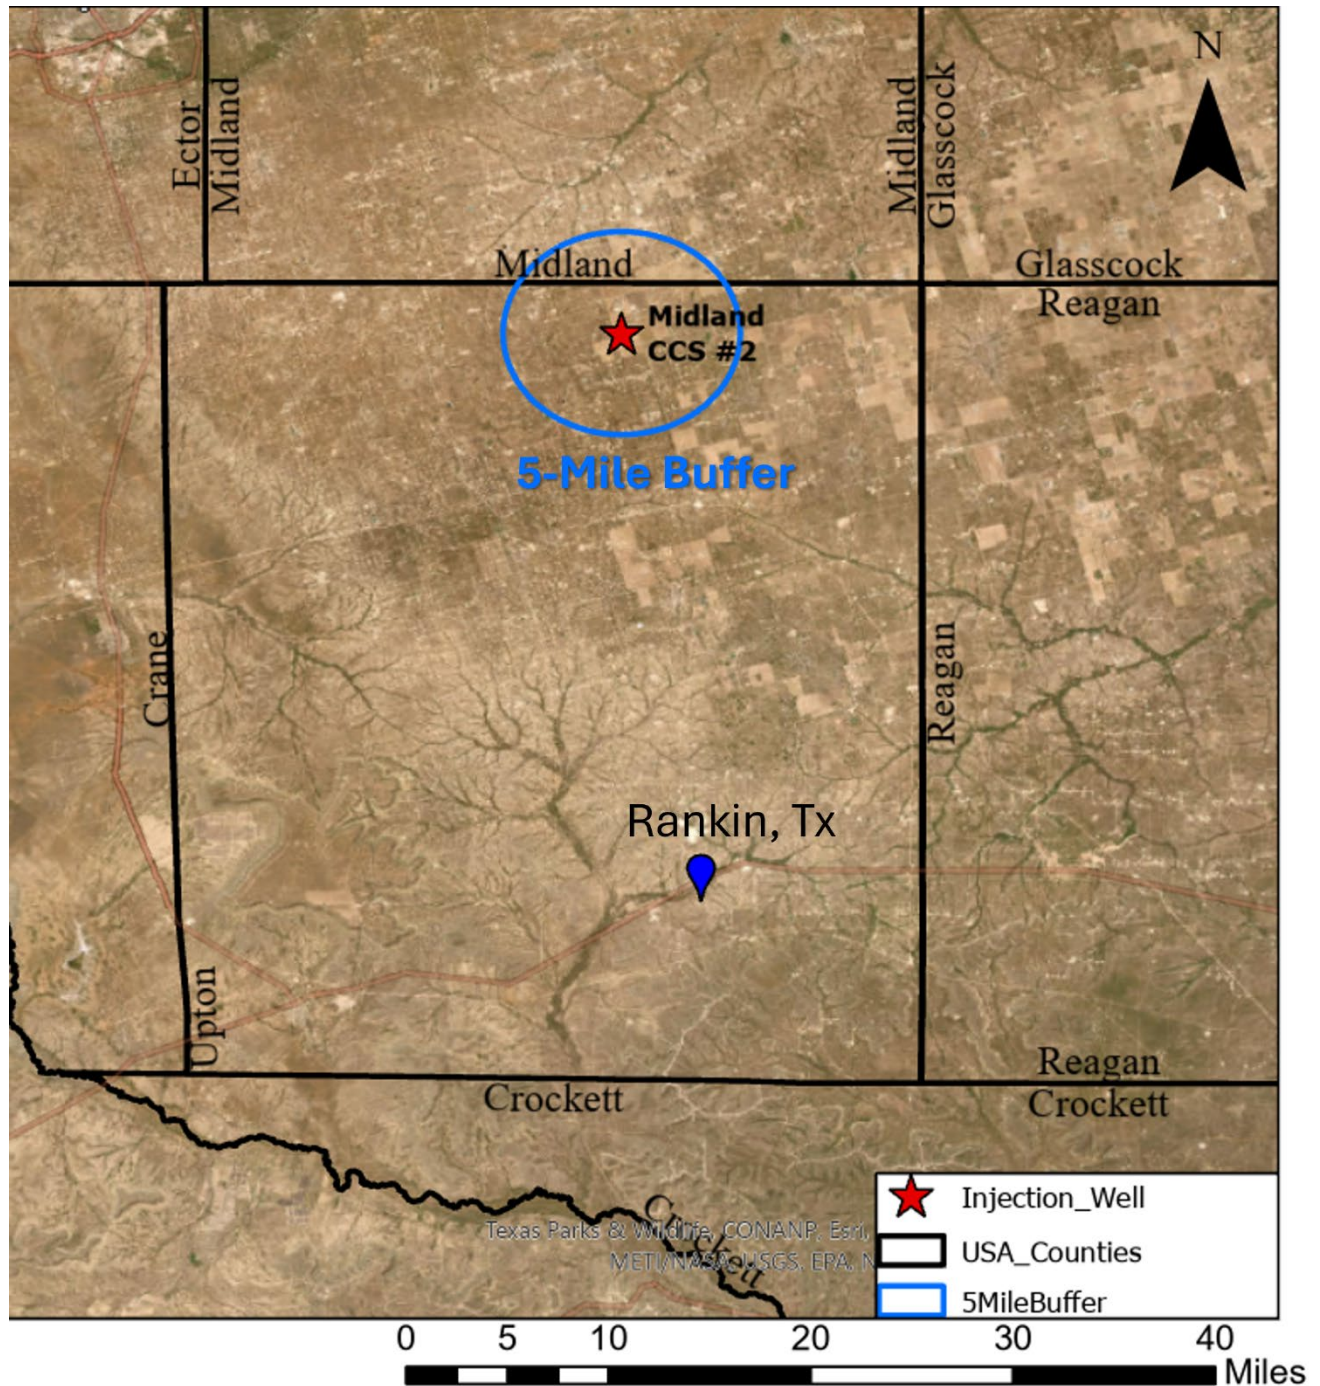 N
Ector
Midland
Midland
Glasscock
Midland
Glasscock
Reagan
Midland
CCS #2
5-Mile Buffer
Crane
Reagan
Rankin, Tx
Upton
Reagan
Crockett
Crockett
Crockett
Texas Parks & Wildlife, CONANP, Esri,
METI/NASA, USGS, EPA, N
Injection_Well
USA_Counties
5MileBuffer
0 5 10 20 30 40
Miles